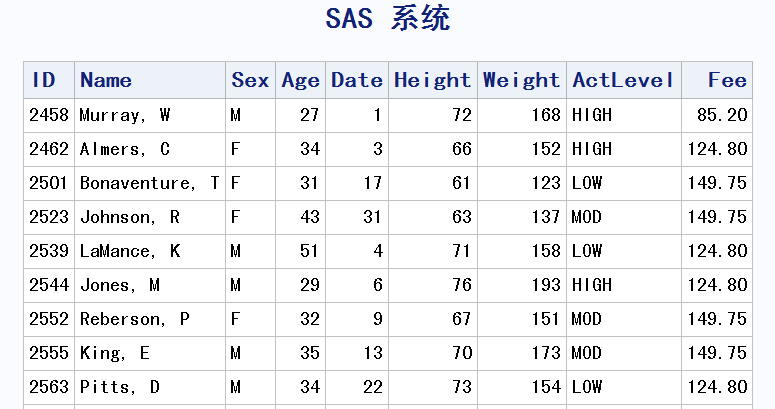 SAS 系统
ID Name Sex Age Date Height Weight ActLevel Fee
2458 Murray, W M 27 1 72 168 HIGH 85.20
2462 Almers, C F 34 3 66 152 HIGH 124.80
2501 Bonaventure, T F 31 17 61 123 LOW 149.75
2523 Johnson, R F 43 31 63 137 MOD 149.75
2539 LaMance, K M 51 4 71 158 LOW 124.80
2544 Jones, M M 29 6 76 193 HIGH 124.80
2552 Reberson, P F 32 9 67 151 MOD 149.75
2555 King, E M 35 13 70 173 MOD 149.75
2563 Pitts, D M 34 22 73 154 LOW 124.80